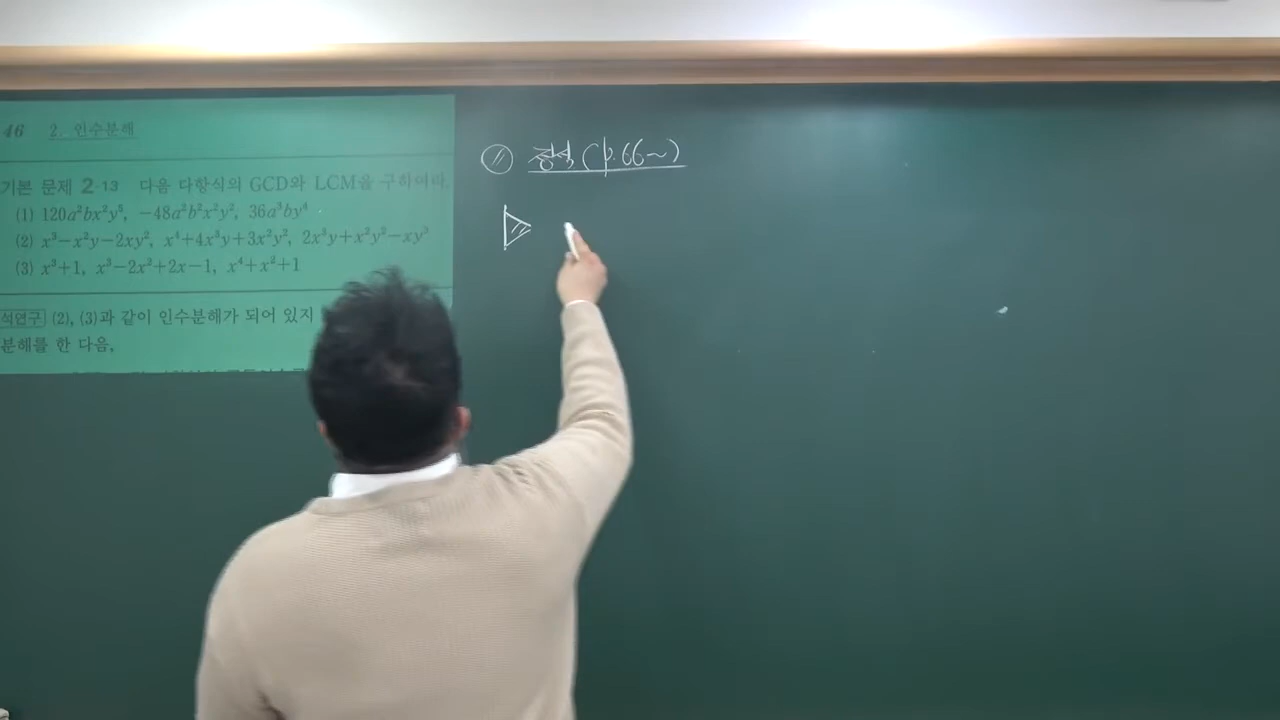 46 2. 인수분해
기본 문제 2·13 다음 다항식의 GCD와 LCM을 구하여라.
(1) 120a²bx²y⁵, -48a²b²x²y², 36a³by⁴
(2) x³-x²y-2xy², x⁴+4x³y+3x²y², 2x³y+x²y²-xy³
(3) x³+1, x³-2x²+2x-1, x⁴+x²+1
석연구 (2), (3)과 같이 인수분해가 되어 있지
분해를 한 다음,
정석 (p.66~)